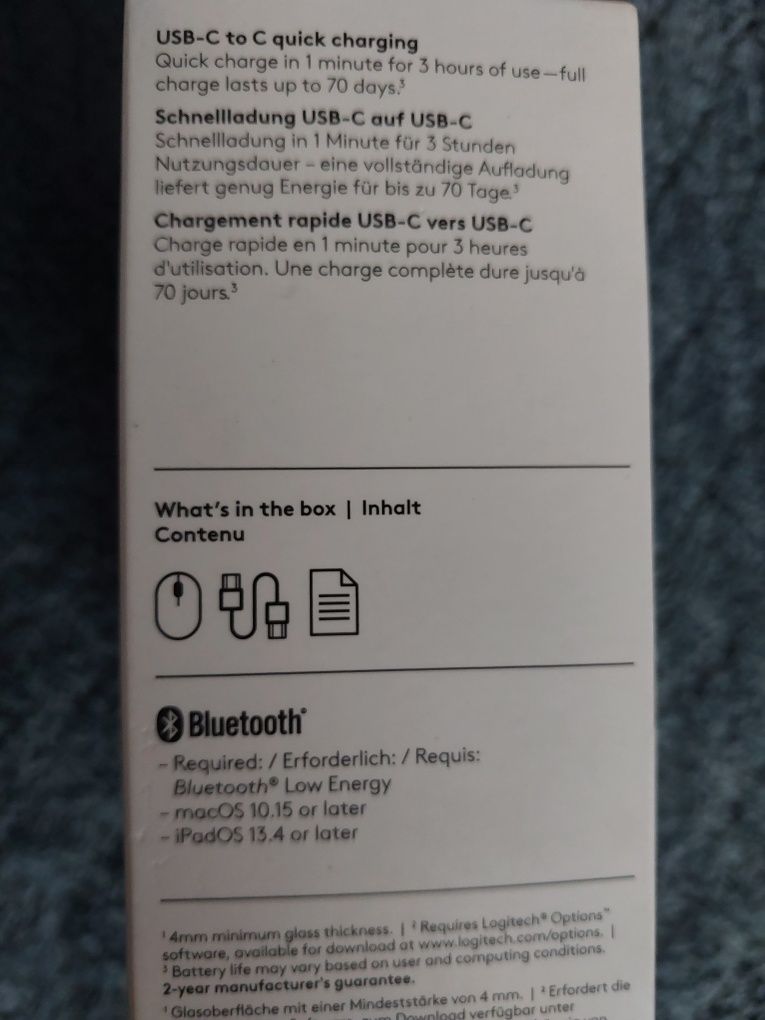 USB-C to C quick charging
Quick charge in 1 minute for 3 hours of use—full
charge lasts up to 70 days.³
Schnellladung USB-C auf USB-C
Schnellladung in 1 Minute für 3 Stunden
Nutzungsdauer – eine vollständige Aufladung
liefert genug Energie für bis zu 70 Tage.³
Chargement rapide USB-C vers USB-C
Charge rapide en 1 minute pour 3 heures
d'utilisation. Une charge complète dure jusqu'à
70 jours.³
What's in the box | Inhalt
Contenu
Bluetooth®
– Required: / Erforderlich: / Requis:
Bluetooth® Low Energy
– macOS 10.15 or later
– iPadOS 13.4 or later
¹ 4mm minimum glass thickness. | ² Requires Logitech® Options™
software, available for download at www.logitech.com/options. |
³ Battery life may vary based on user and computing conditions.
2-year manufacturer's guarantee.
¹ Glasoberfläche mit einer Mindeststärke von 4 mm. | ² Erfordert die
zum Download verfügbar unter